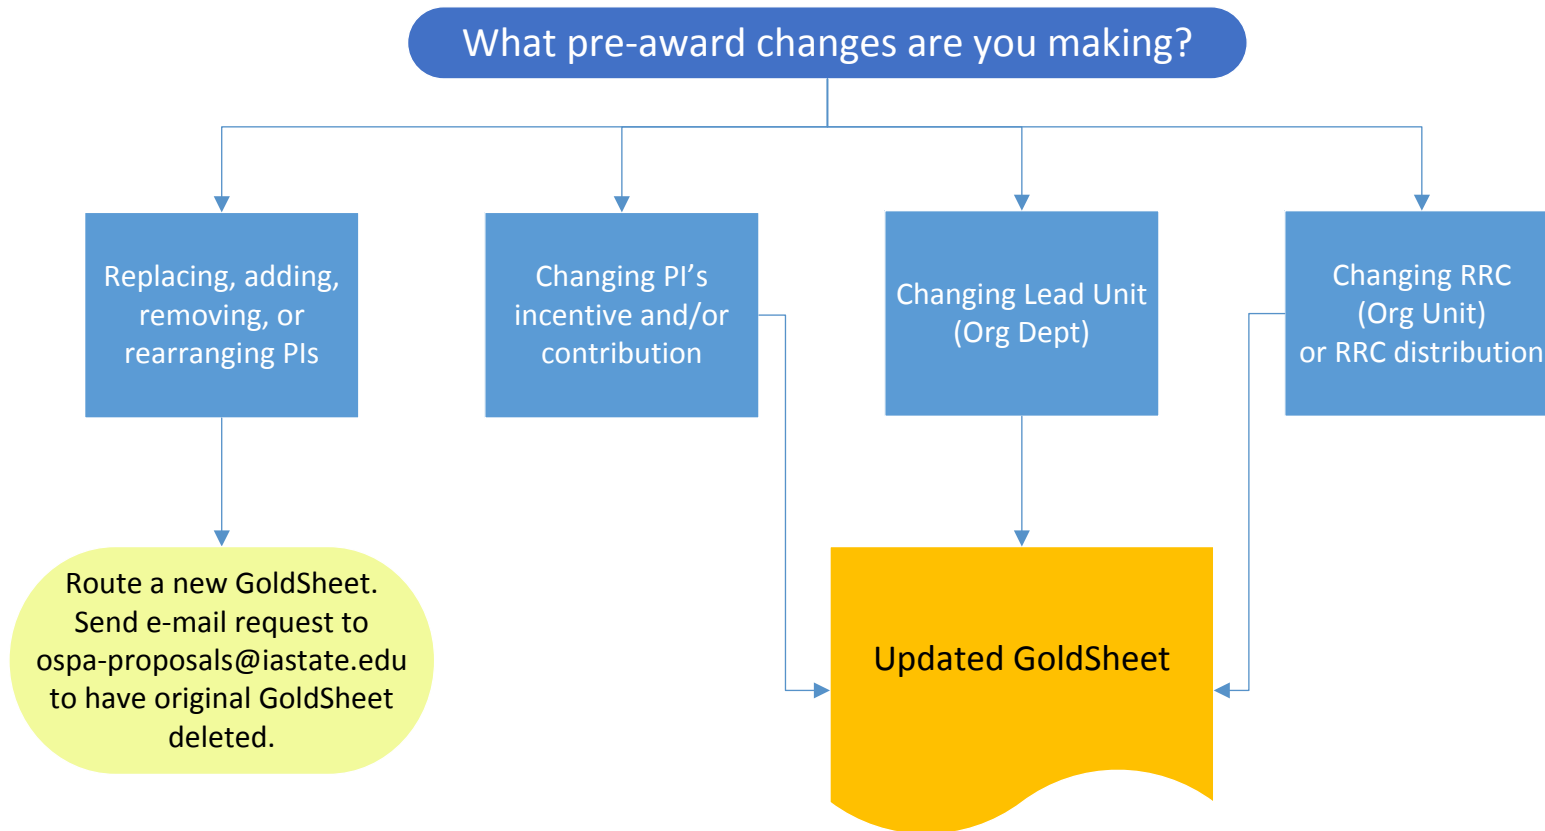 What pre-award changes are you making?
Replacing, adding,
removing, or
rearranging PIs
Changing PI’s
incentive and/or
contribution
Changing Lead Unit
(Org Dept)
Changing RRC
(Org Unit)
or RRC distribution
Route a new GoldSheet.
Send e-mail request to
ospa-proposals@iastate.edu
to have original GoldSheet
deleted.
Updated GoldSheet